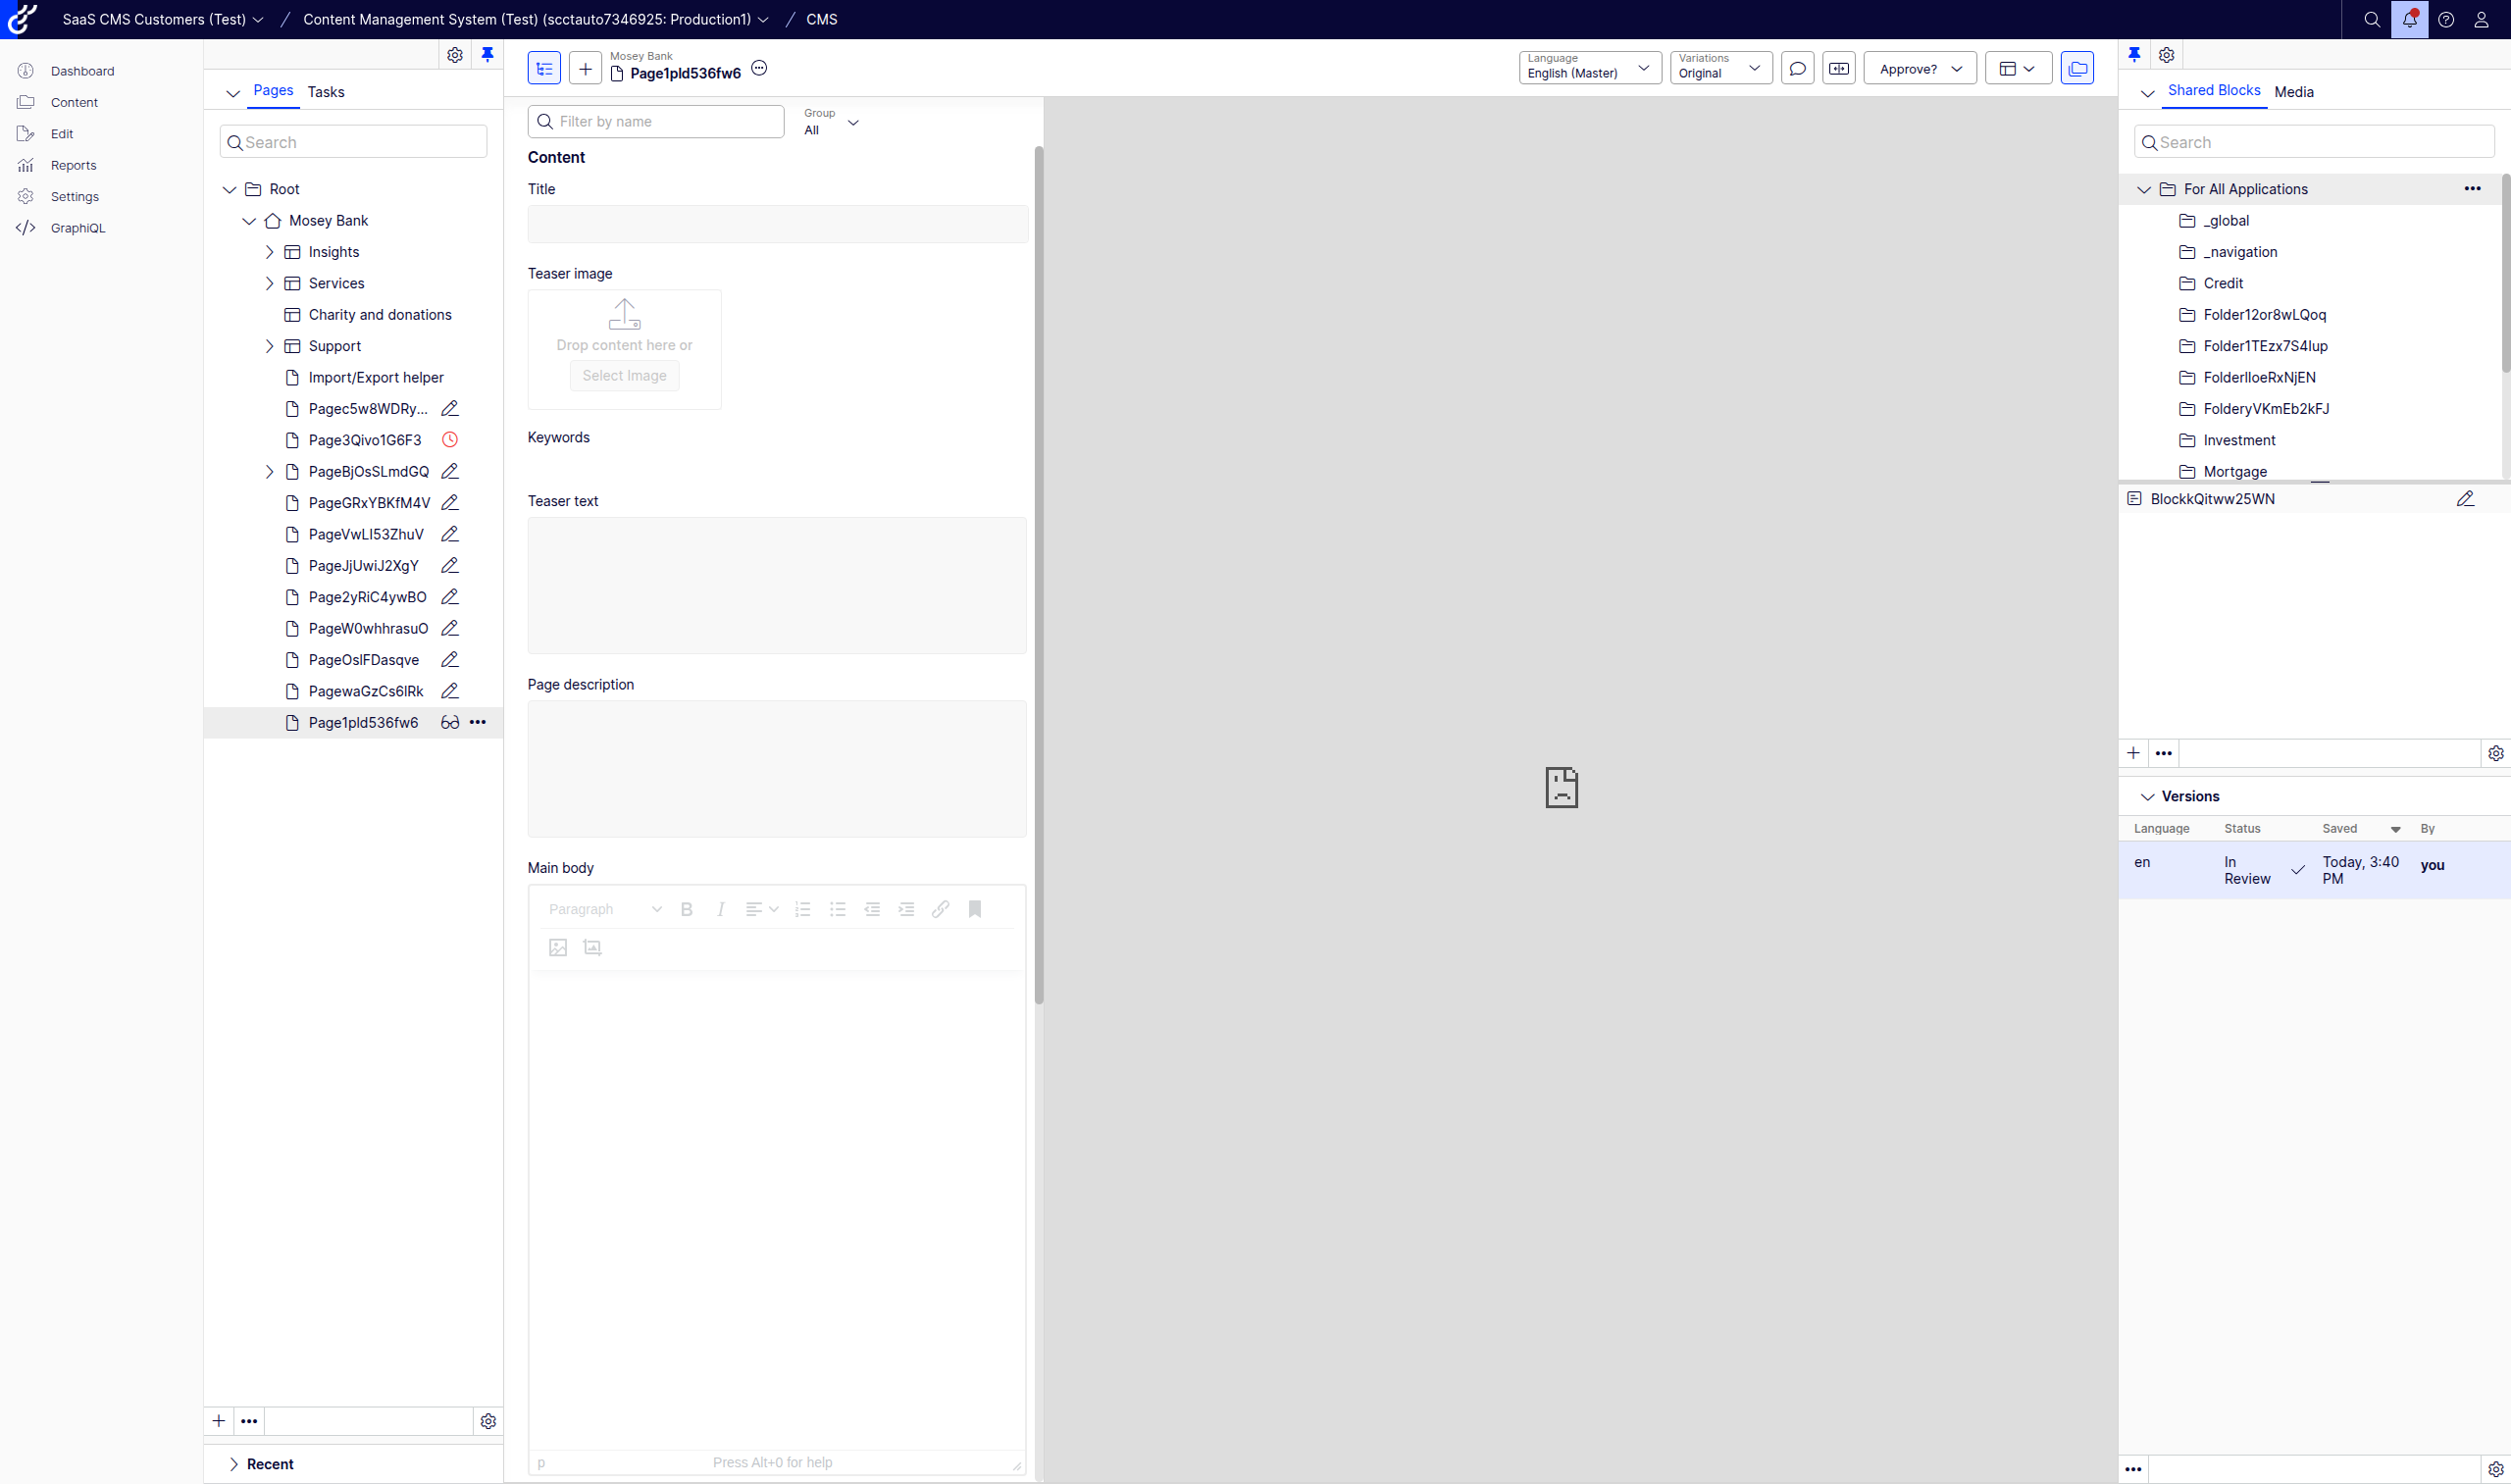 SaaS CMS Customers (Test)
Content Management System (Test) (scctauto7346925: Production1)
CMS
Dashboard
Content
Edit
Reports
Settings
GraphiQL
Pages
Tasks
Search
Root
Mosey Bank
Insights
Services
Charity and donations
Support
Import/Export helper
Pagec5w8WDRy...
Page3Qivo1G6F3
PageBjOsSLmdGQ
PageGRxYBKfM4V
PageVwLI53ZhuV
PageJjUwiJ2XgY
Page2yRiC4ywBO
PageW0whhrasuO
PageOsIFDasqve
PagewaGzCs6lRk
Page1pld536fw6
Recent
Mosey Bank
Page1pld536fw6
Language
English (Master)
Variations
Original
Approve?
Filter by name
Group
All
Content
Title
Teaser image
Drop content here or
Select Image
Keywords
Teaser text
Page description
Main body
Paragraph
B
I
p
Press Alt+0 for help
Shared Blocks
Media
Search
For All Applications
_global
_navigation
Credit
Folder12or8wLQoq
Folder1TEzx7S4lup
FolderlloeRxNjEN
FolderyVKmEb2kFJ
Investment
Mortgage
BlockkQitww25WN
Versions
Language
Status
Saved
By
en
In Review
Today, 3:40 PM
you